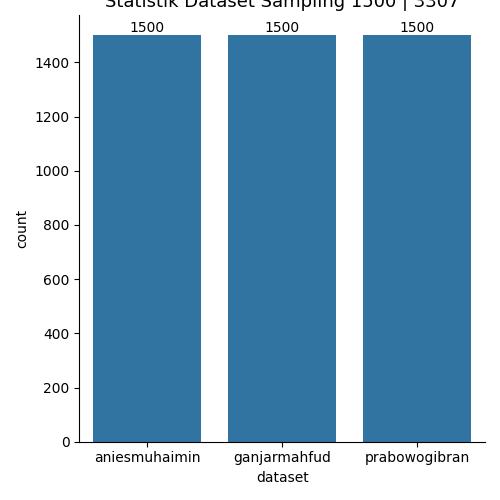 Statistik Dataset Sampling 1500 | 3307
1500 1500 1500
1400
1200
1000
800
600
400
200
0
count
aniesmuhaimin ganjarmahfud prabowogibran
dataset